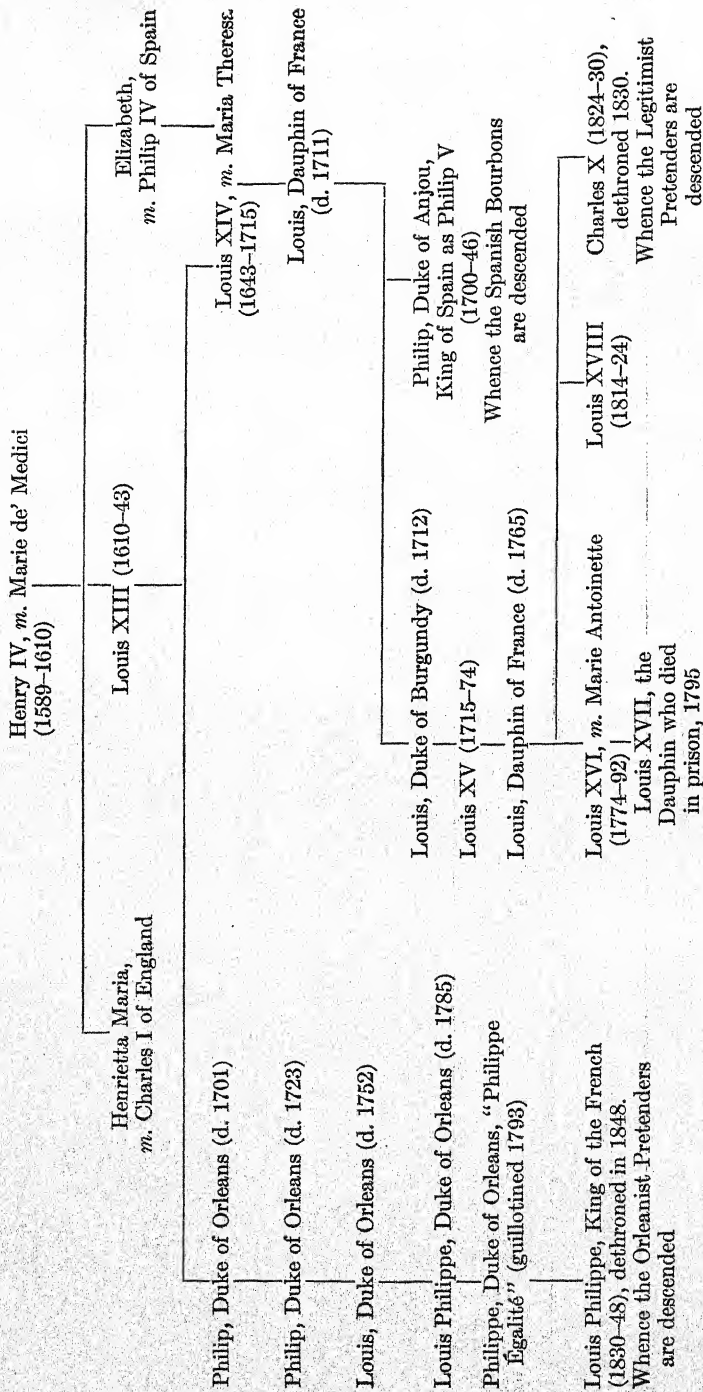 Henry IV, m. Marie de' Medici
(1589–1610)
Henrietta Maria,
m. Charles I of England
Louis XIII (1610–43)
Elizabeth,
m. Philip IV of Spain
Philip, Duke of Orleans (d. 1701)
Louis XIV, m. Maria Theresa
(1643–1715)
Philip, Duke of Orleans (d. 1723)
Louis, Dauphin of France
(d. 1711)
Louis, Duke of Orleans (d. 1752)
Louis, Duke of Burgundy (d. 1712)
Philip, Duke of Anjou,
King of Spain as Philip V
(1700–46)
Whence the Spanish Bourbons
are descended
Louis Philippe, Duke of Orleans (d. 1785)
Louis XV (1715–74)
Philippe, Duke of Orleans, "Philippe
Égalité" (guillotined 1793)
Louis, Dauphin of France (d. 1765)
Louis Philippe, King of the French
(1830–48), dethroned in 1848.
Whence the Orleanist Pretenders
are descended
Louis XVI, m. Marie Antoinette
(1774–92)
Louis XVII, the
Dauphin who died
in prison, 1795
Louis XVIII
(1814–24)
Charles X (1824–30),
dethroned 1830.
Whence the Legitimist
Pretenders are
descended